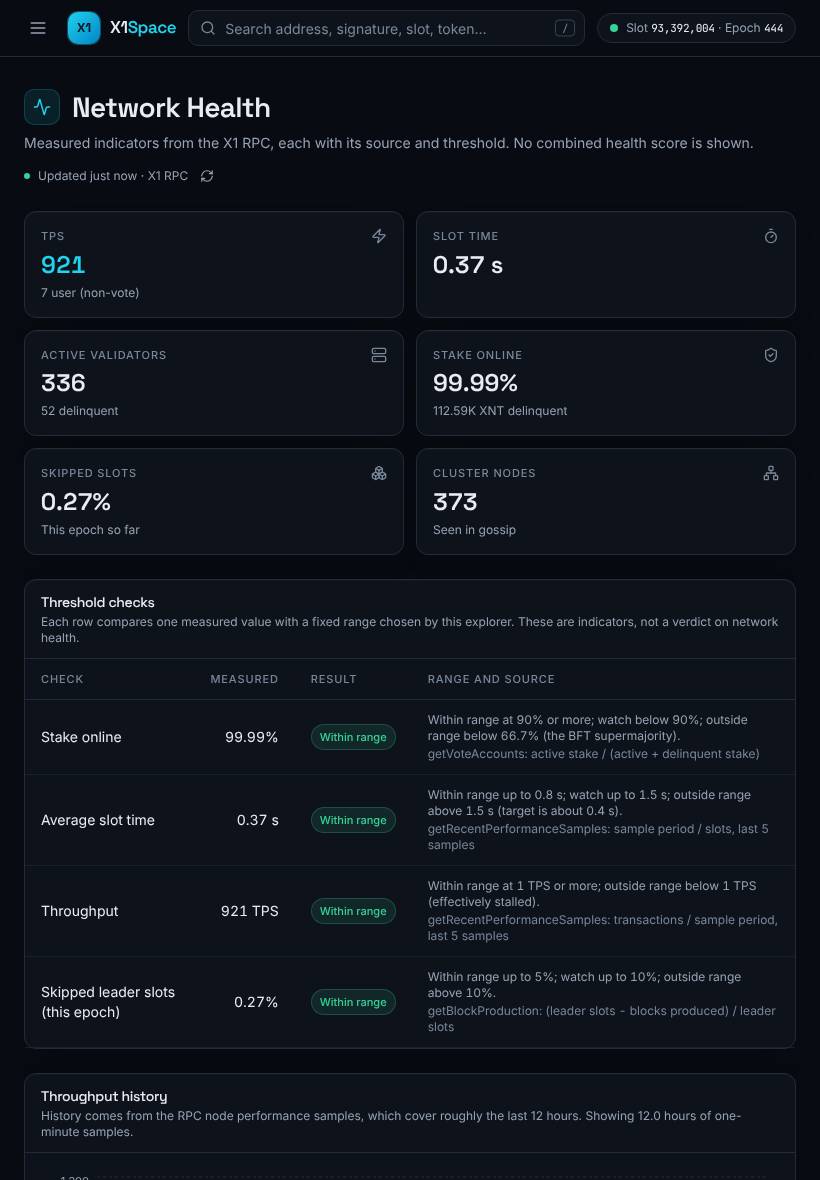 X1 X1Space Search address, signature, slot, token... / Slot 93,392,004 · Epoch 444
Network Health
Measured indicators from the X1 RPC, each with its source and threshold. No combined health score is shown.
Updated just now · X1 RPC
TPS
921
7 user (non-vote)
SLOT TIME
0.37 s
ACTIVE VALIDATORS
336
52 delinquent
STAKE ONLINE
99.99%
112.59K XNT delinquent
SKIPPED SLOTS
0.27%
This epoch so far
CLUSTER NODES
373
Seen in gossip
Threshold checks
Each row compares one measured value with a fixed range chosen by this explorer. These are indicators, not a verdict on network
health.
CHECK MEASURED RESULT RANGE AND SOURCE
Stake online 99.99% Within range
Within range at 90% or more; watch below 90%; outside
range below 66.7% (the BFT supermajority).
getVoteAccounts: active stake / (active + delinquent stake)
Average slot time 0.37 s Within range
Within range up to 0.8 s; watch up to 1.5 s; outside range
above 1.5 s (target is about 0.4 s).
getRecentPerformanceSamples: sample period / slots, last 5
samples
Throughput 921 TPS Within range
Within range at 1 TPS or more; outside range below 1 TPS
(effectively stalled).
getRecentPerformanceSamples: transactions / sample period,
last 5 samples
Skipped leader slots
(this epoch)
0.27% Within range
Within range up to 5%; watch up to 10%; outside range
above 10%.
getBlockProduction: (leader slots - blocks produced) / leader
slots
Throughput history
History comes from the RPC node performance samples, which cover roughly the last 12 hours. Showing 12.0 hours of one-
minute samples.